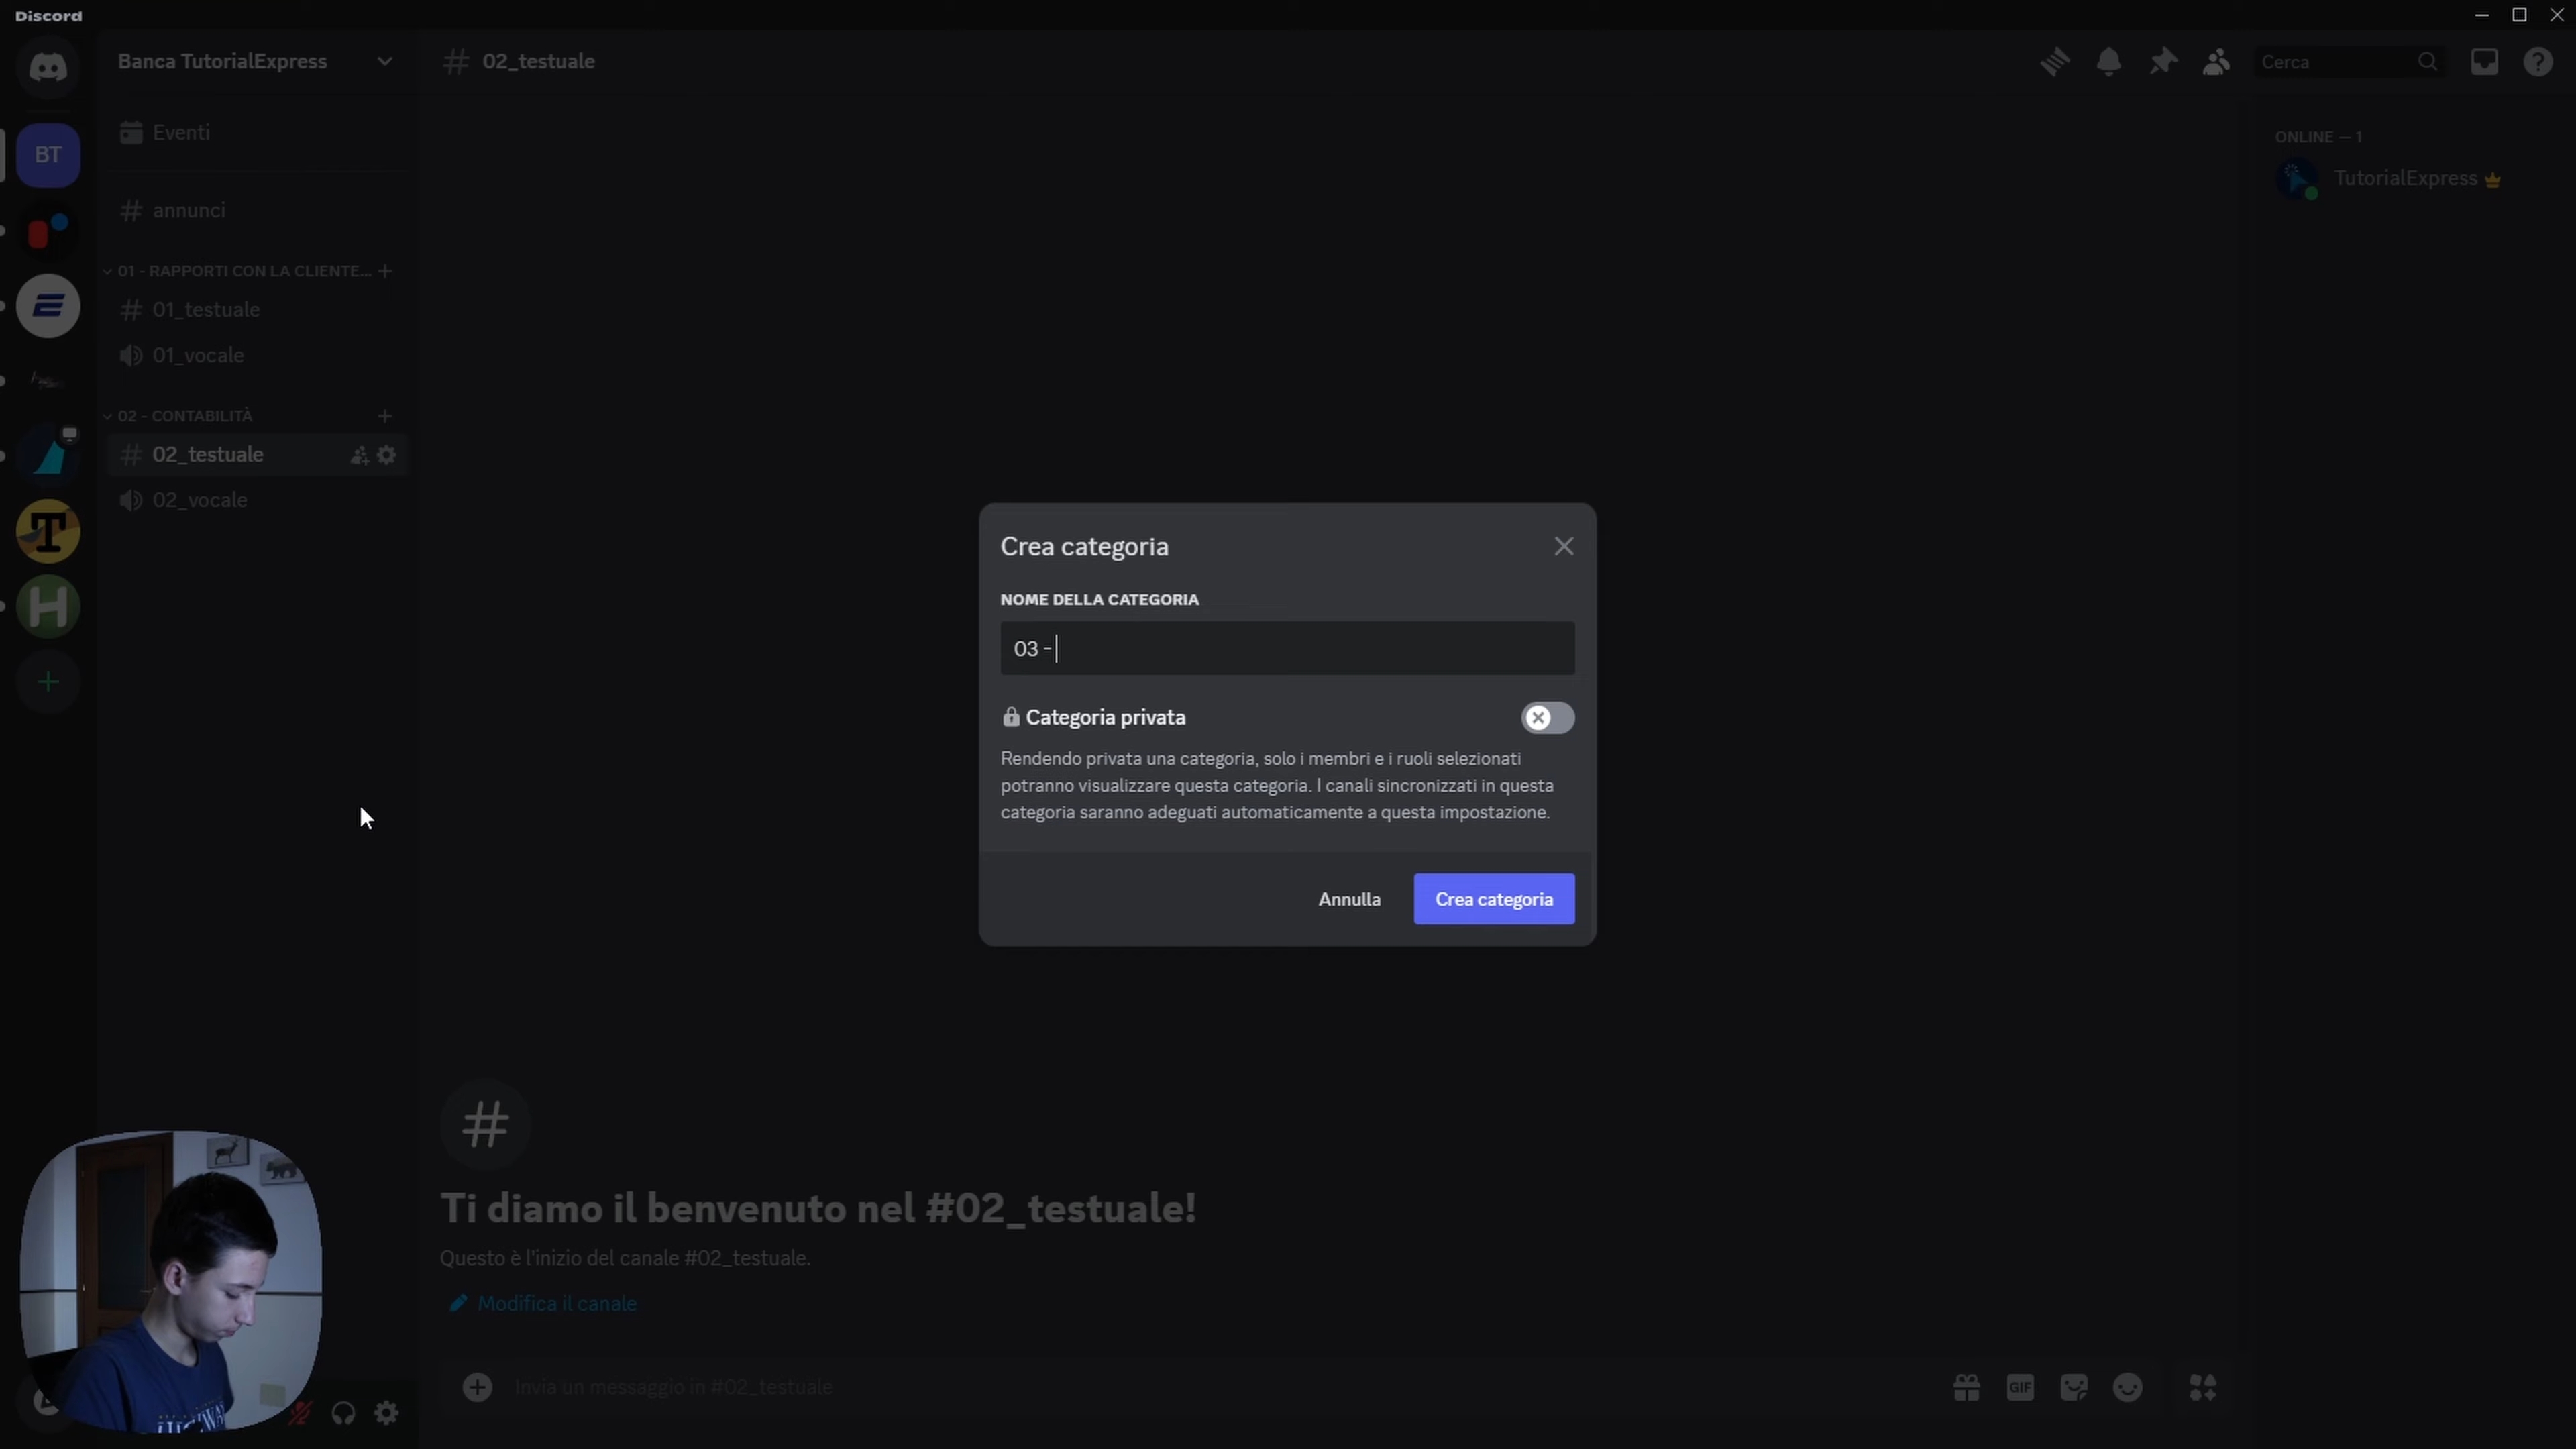 Discord
Banca TutorialExpress
02_testuale
Cerca
BT
Eventi
annunci
01 - RAPPORTI CON LA CLIENTE...
01_testuale
01_vocale
02 - CONTABILITÀ
02_testuale
02_vocale
ONLINE — 1
TutorialExpress
Crea categoria
NOME DELLA CATEGORIA
03 -
Categoria privata
Rendendo privata una categoria, solo i membri e i ruoli selezionati
potranno visualizzare questa categoria. I canali sincronizzati in questa
categoria saranno adeguati automaticamente a questa impostazione.
Annulla
Crea categoria
Ti diamo il benvenuto nel #02_testuale!
Questo è l'inizio del canale #02_testuale.
Modifica il canale
Invia un messaggio in #02_testuale
GIF